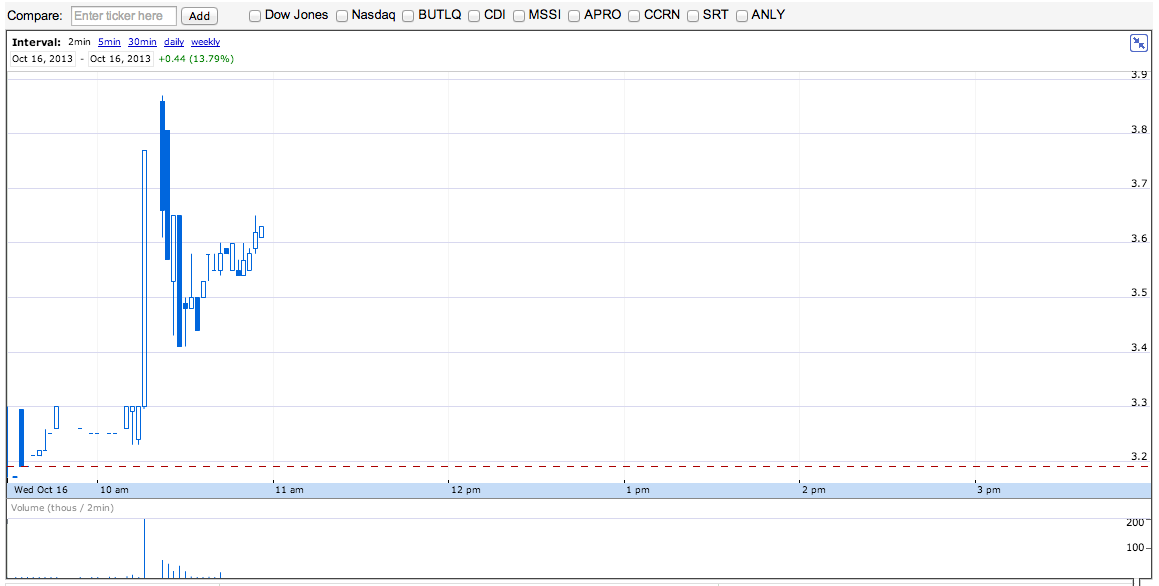 Compare: Enter ticker here Add Dow Jones Nasdaq BUTLQ CDI MSSI APRO CCRN SRT ANLY
Interval: 2min 5min 30min daily weekly
Oct 16, 2013 - Oct 16, 2013 +0.44 (13.79%)
3.9
3.8
3.7
3.6
3.5
3.4
3.3
3.2
Wed Oct 16 10 am 11 am 12 pm 1 pm 2 pm 3 pm
Volume (thous / 2min)
200
100